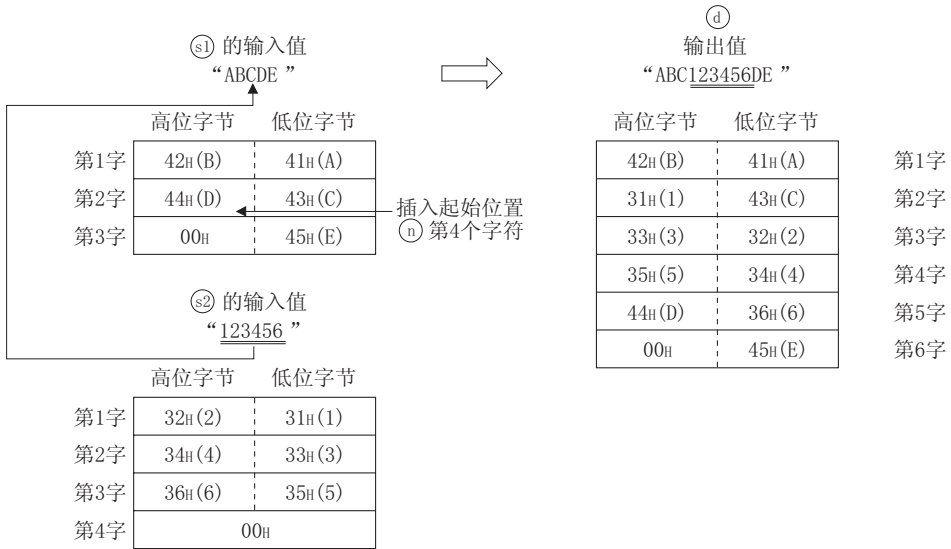 s1 的输入值
“ABCDE ”
高位字节 低位字节
第1字 42H(B) 41H(A)
第2字 44H(D) 43H(C)
第3字 00H 45H(E)
插入起始位置
n 第4个字符
s2 的输入值
“123456 ”
高位字节 低位字节
第1字 32H(2) 31H(1)
第2字 34H(4) 33H(3)
第3字 36H(6) 35H(5)
第4字 00H
d
输出值
“ABC123456DE ”
高位字节 低位字节
42H(B) 41H(A) 第1字
31H(1) 43H(C) 第2字
33H(3) 32H(2) 第3字
35H(5) 34H(4) 第4字
44H(D) 36H(6) 第5字
00H 45H(E) 第6字